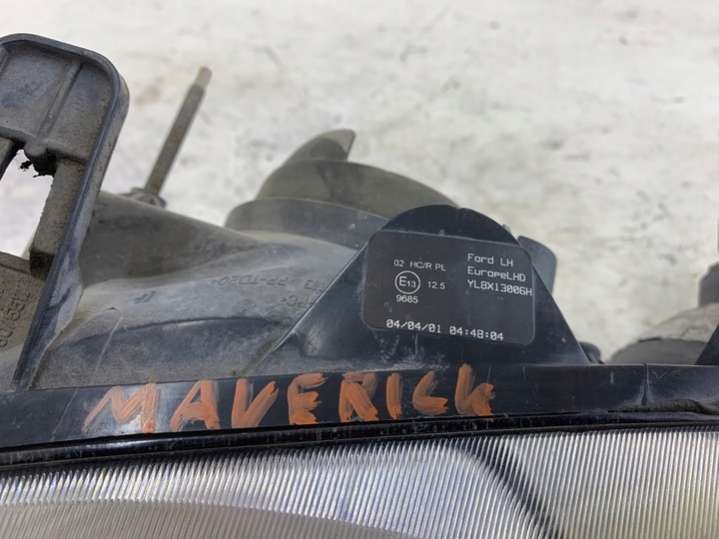 02 HC/R PL
E13 12.5
9685
Ford LH
EuropeLHD
YL8X13006H
04/04/01 04:48:04
MAVERICK